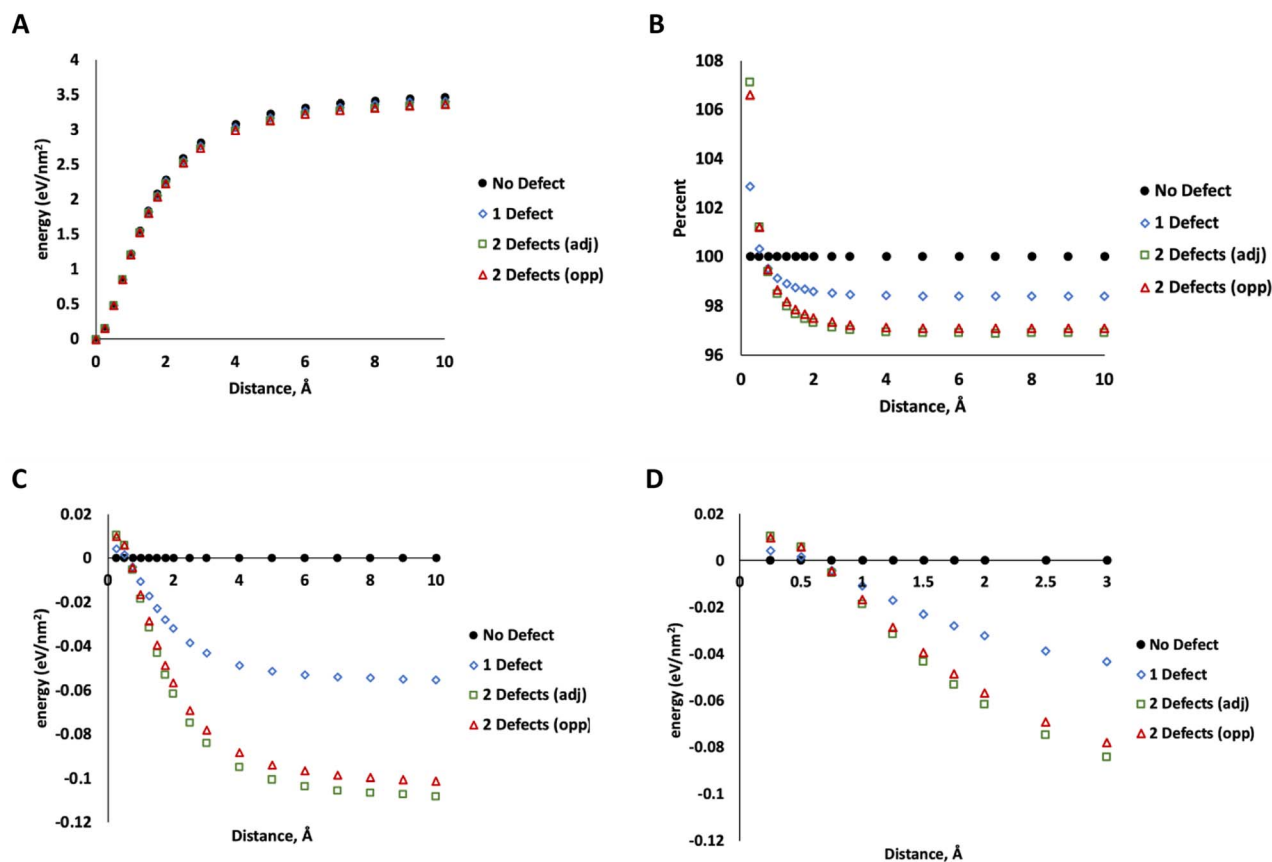 A
4
3.5
3
2.5
2
1.5
1
0.5
0
0 2 4 6 8 10
energy (eV/nm²)
Distance, Å
No Defect
1 Defect
2 Defects (adj)
2 Defects (opp)
B
108
106
104
102
100
98
96
0 2 4 6 8 10
Percent
Distance, Å
No Defect
1 Defect
2 Defects (adj)
2 Defects (opp)
C
0.02
0
-0.02
-0.04
-0.06
-0.08
-0.1
-0.12
0 2 4 6 8 10
energy (eV/nm²)
Distance, Å
No Defect
1 Defect
2 Defects (adj)
2 Defects (opp)
D
0.02
0
-0.02
-0.04
-0.06
-0.08
-0.1
-0.12
0 0.5 1 1.5 2 2.5 3
energy (eV/nm²)
Distance, Å
No Defect
1 Defect
2 Defects (adj)
2 Defects (opp)